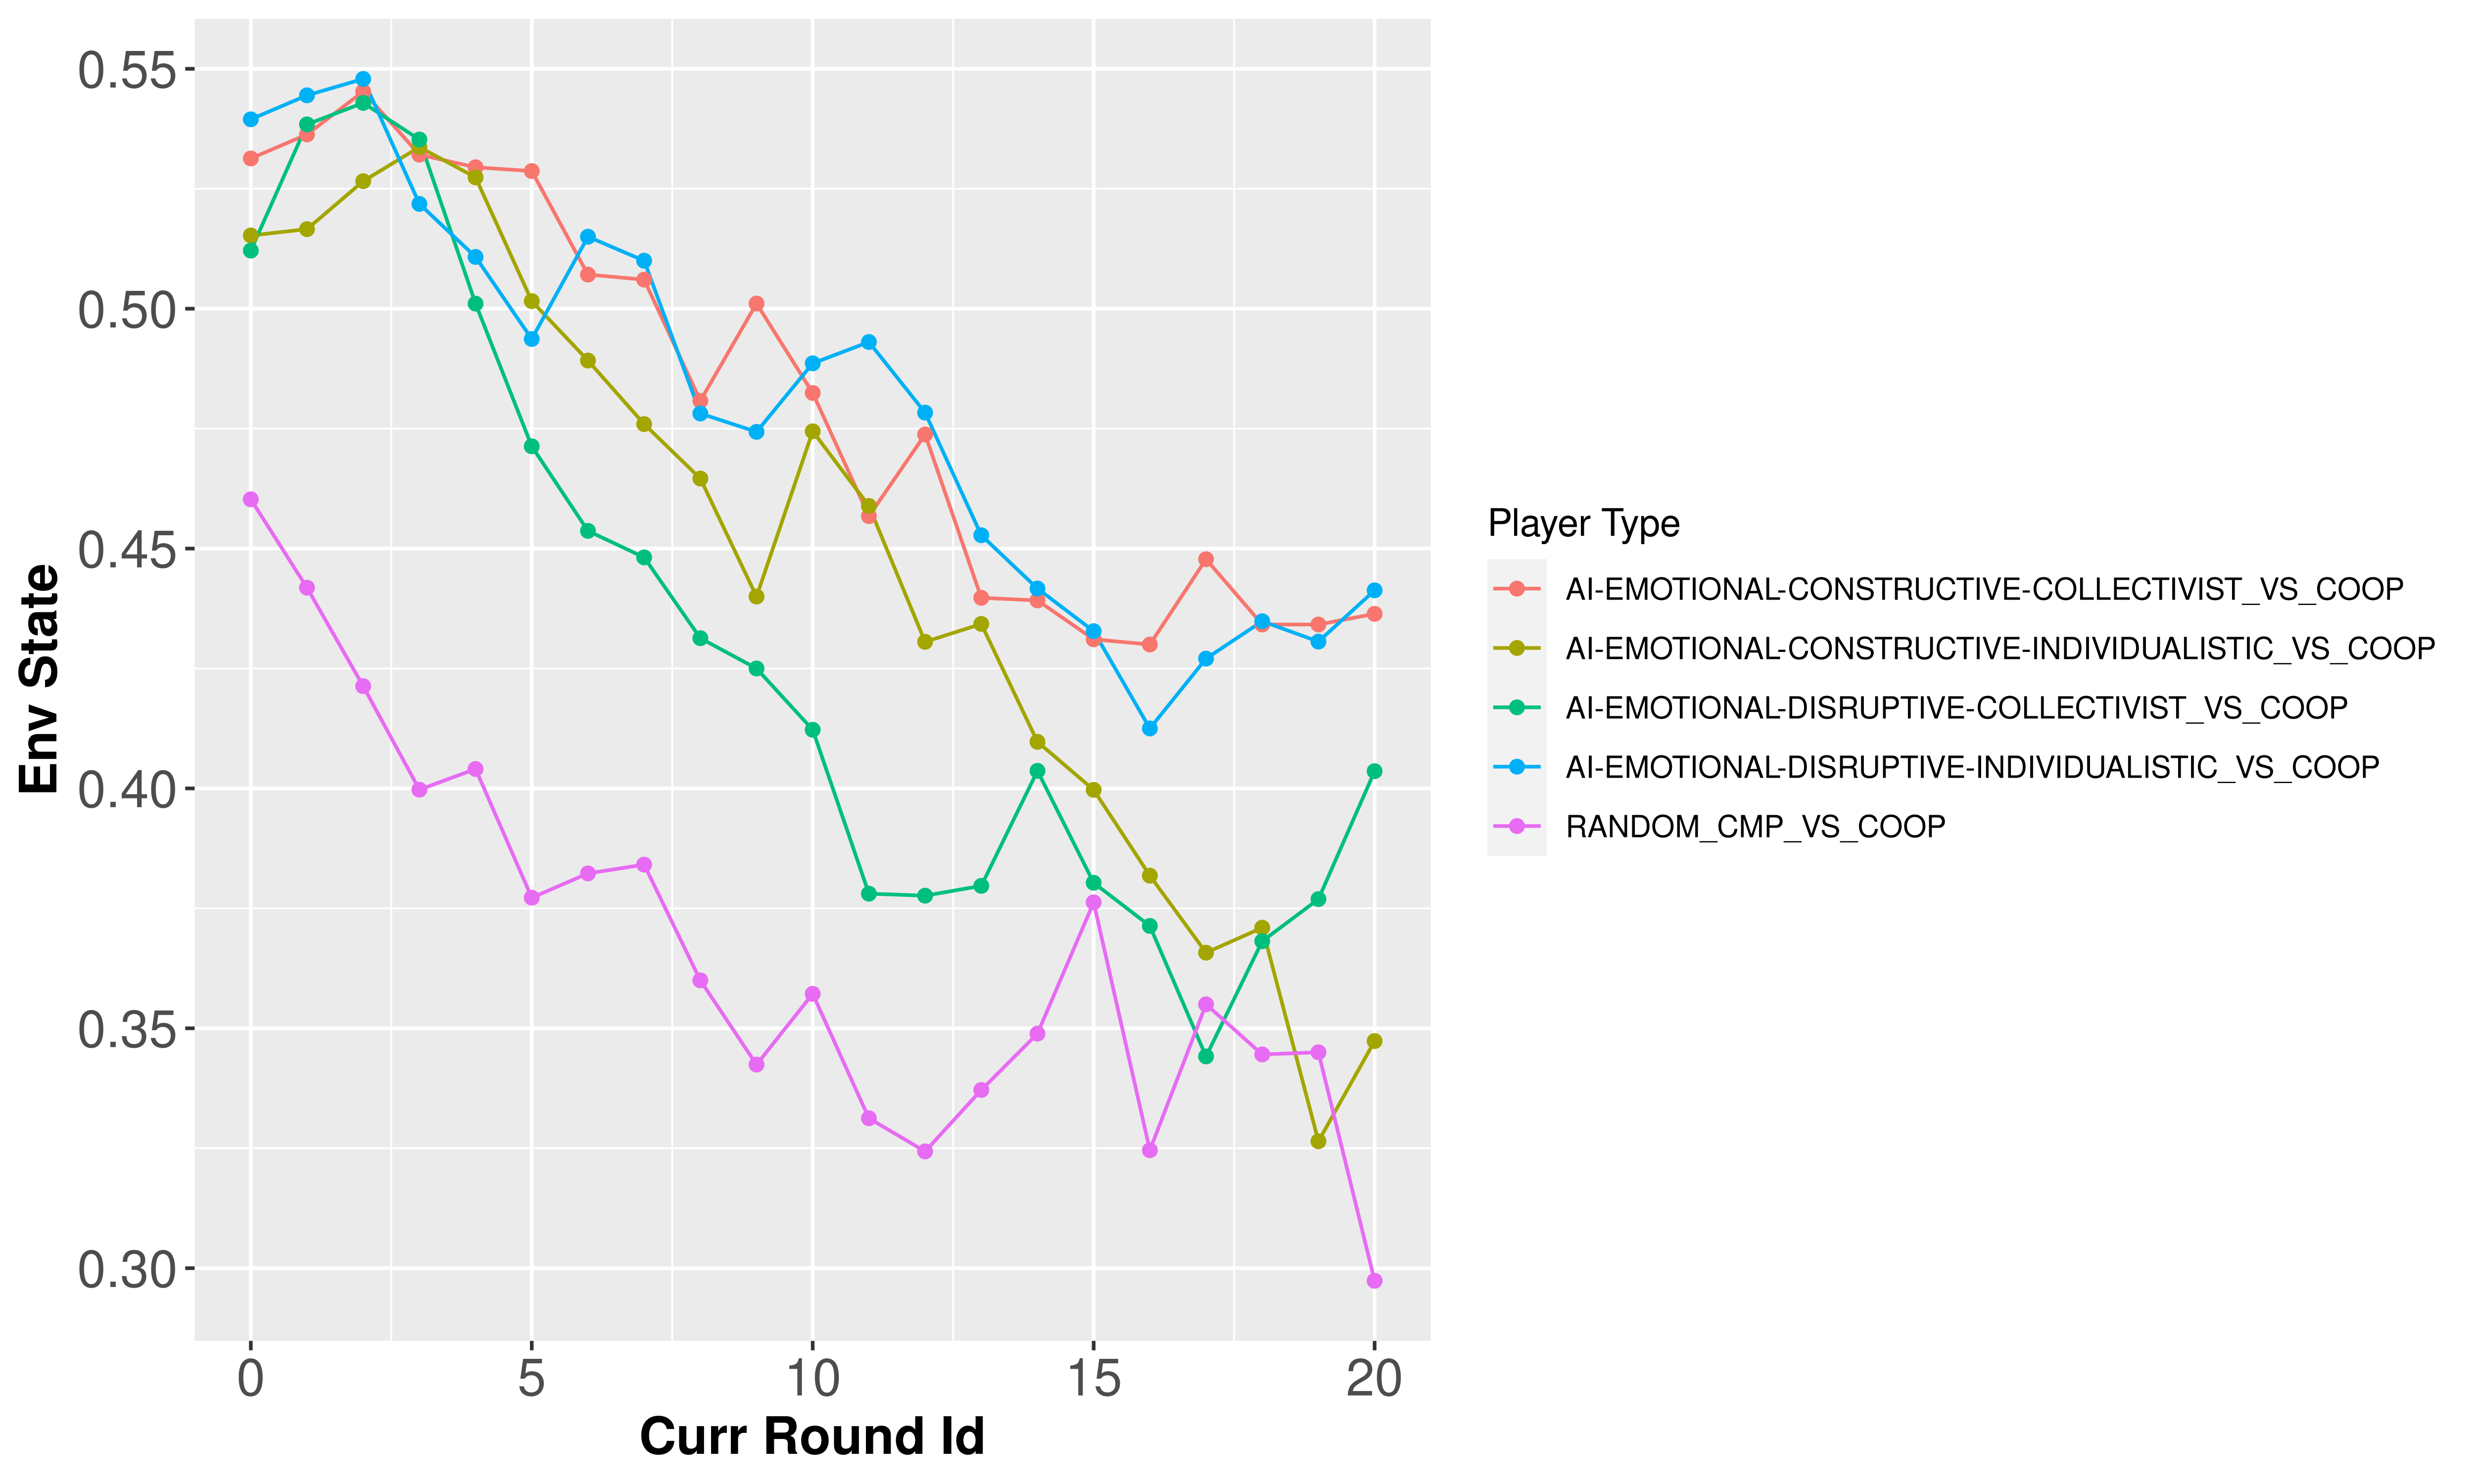 0.55
0.50
0.45
0.40
0.35
0.30
Env State
0 5 10 15 20
Curr Round Id
Player Type
AI-EMOTIONAL-CONSTRUCTIVE-COLLECTIVIST_VS_COOP
AI-EMOTIONAL-CONSTRUCTIVE-INDIVIDUALISTIC_VS_COOP
AI-EMOTIONAL-DISRUPTIVE-COLLECTIVIST_VS_COOP
AI-EMOTIONAL-DISRUPTIVE-INDIVIDUALISTIC_VS_COOP
RANDOM_CMP_VS_COOP